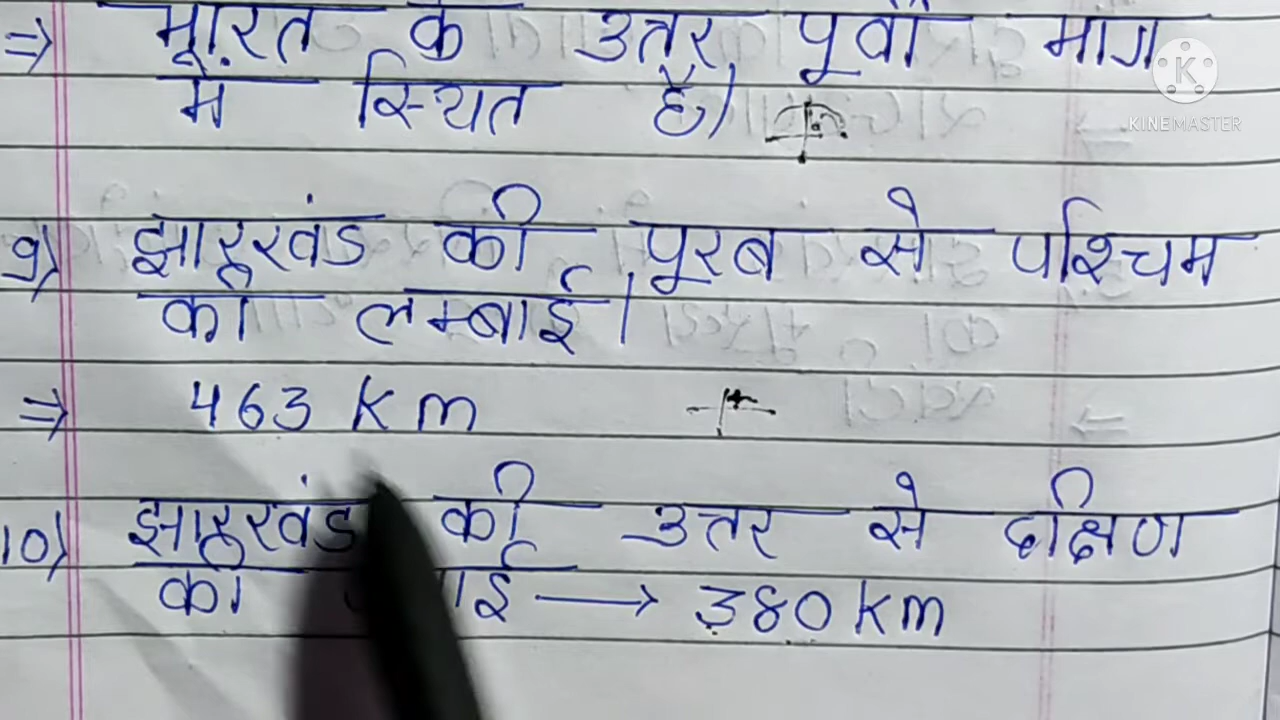 ⇒ भारत के उत्तर पूर्वी भाग
में स्थित है।
K
KINEMASTER
9) झारखंड की पूरब से पश्चिम
की लम्बाई।
⇒ 463 Km
10) झारखंड की उत्तर से दक्षिण
की → 380 km